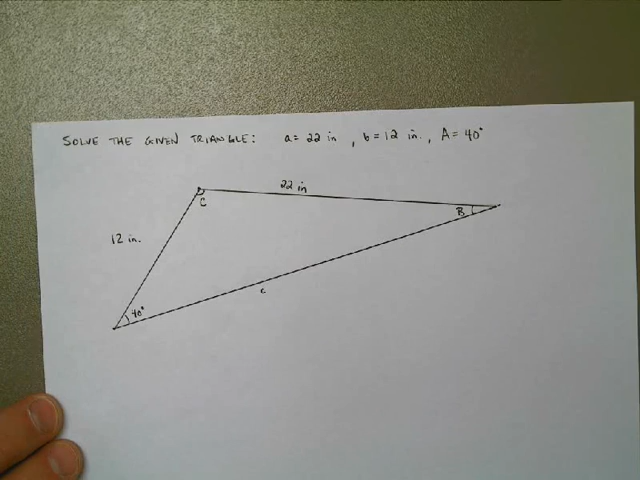 SOLVE THE GIVEN TRIANGLE: a = 22 in , b = 12 in. , A = 40°
22 in
C
B
12 in.
c
40°